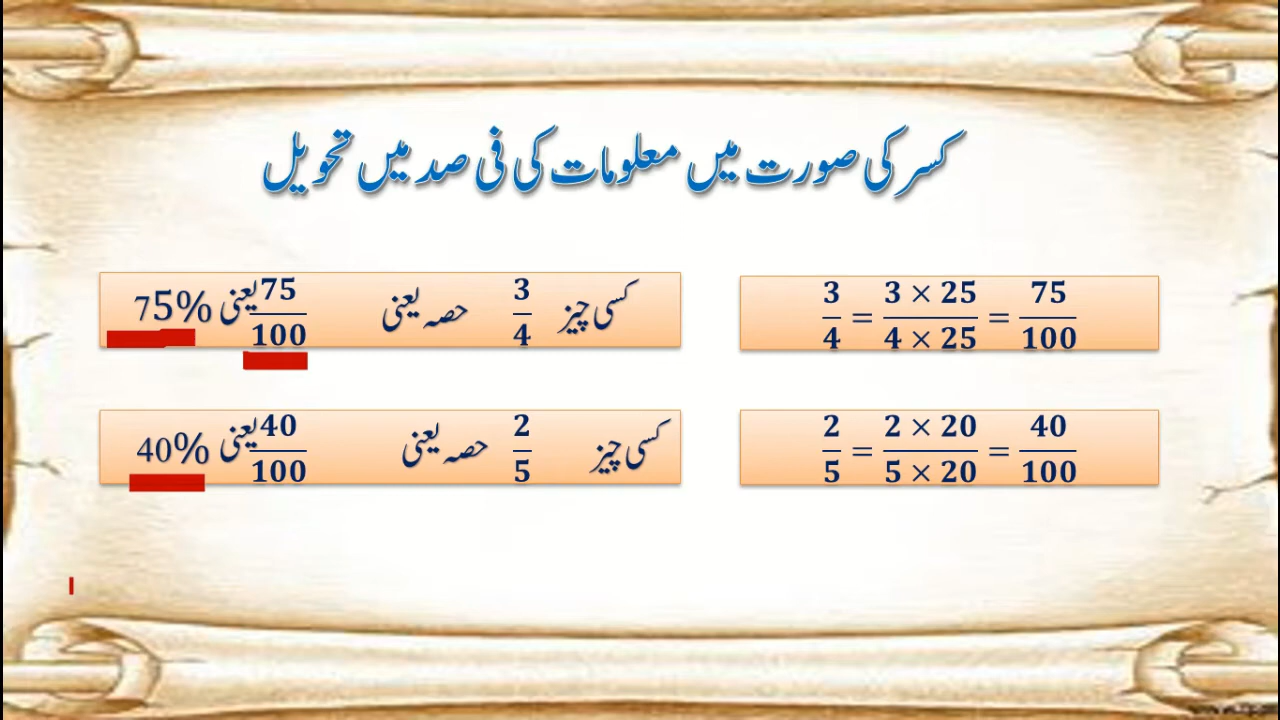 کسر کی صورت میں معلومات کی فی صد میں تحویل
کسی چیز 3/4 حصہ یعنی 75/100 یعنی 75%
3/4 = 3 × 25/4 × 25 = 75/100
کسی چیز 2/5 حصہ یعنی 40/100 یعنی 40%
2/5 = 2 × 20/5 × 20 = 40/100